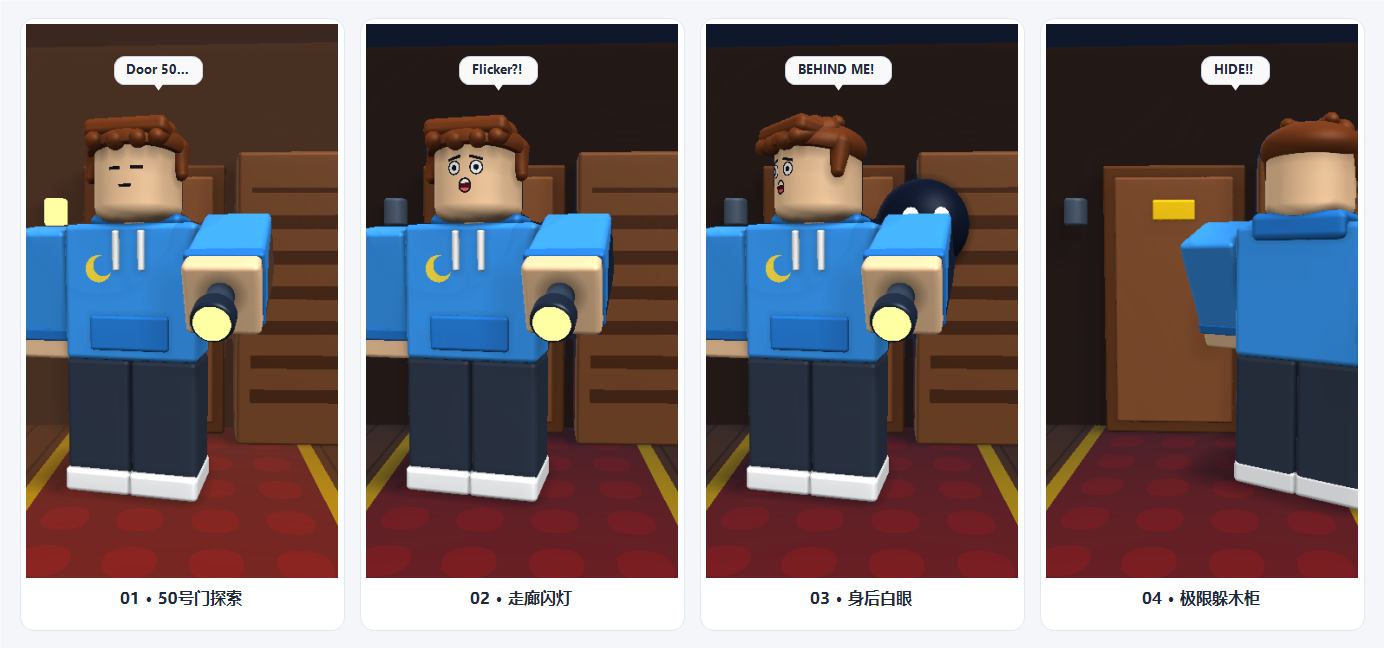 Door 50...
Flicker?!
BEHIND ME!
HIDE!!
01 • 50号门探索
02 • 走廊闪灯
03 • 身后白眼
04 • 极限躲木柜